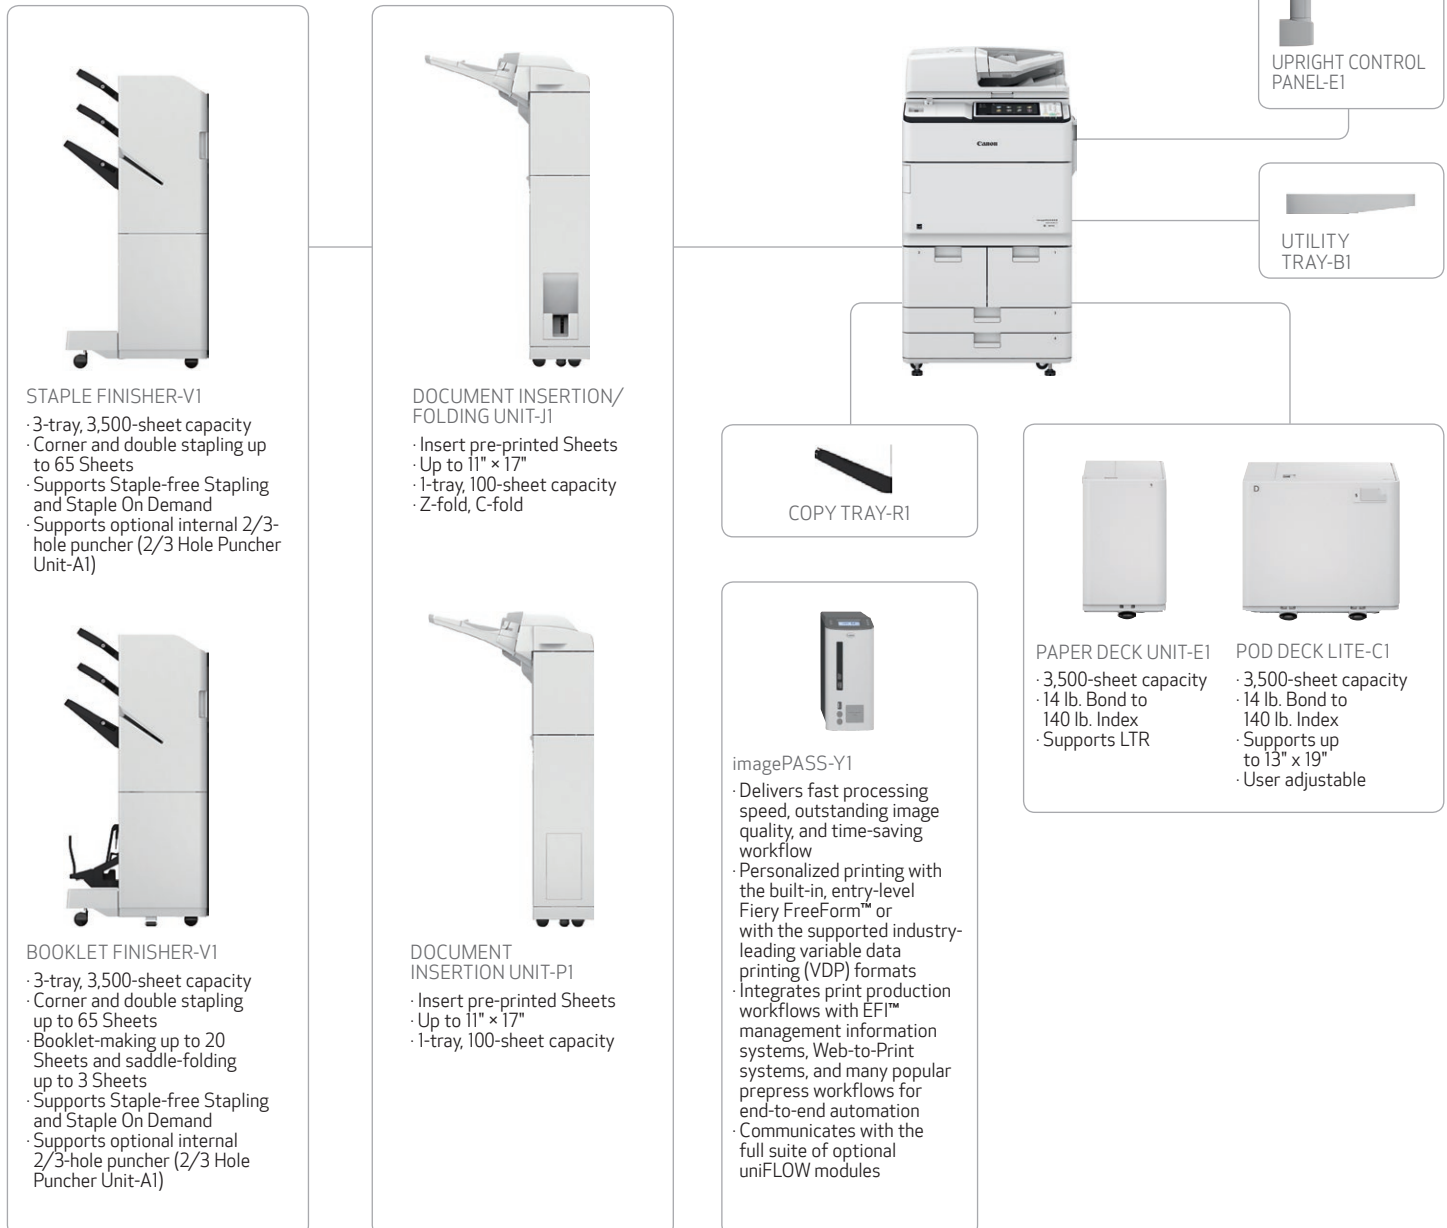 STAPLE FINISHER-V1
· 3-tray, 3,500-sheet capacity
· Corner and double stapling up
to 65 Sheets
· Supports Staple-free Stapling
and Staple On Demand
· Supports optional internal 2/3-
hole puncher (2/3 Hole Puncher
Unit-A1)
BOOKLET FINISHER-V1
· 3-tray, 3,500-sheet capacity
· Corner and double stapling
up to 65 Sheets
· Booklet-making up to 20
Sheets and saddle-folding
up to 3 Sheets
· Supports Staple-free Stapling
and Staple On Demand
· Supports optional internal
2/3-hole puncher (2/3 Hole
Puncher Unit-A1)
DOCUMENT INSERTION/
FOLDING UNIT-J1
· Insert pre-printed Sheets
· Up to 11" × 17"
· 1-tray, 100-sheet capacity
· Z-fold, C-fold
DOCUMENT
INSERTION UNIT-P1
· Insert pre-printed Sheets
· Up to 11" × 17"
· 1-tray, 100-sheet capacity
Canon
UPRIGHT CONTROL
PANEL-E1
UTILITY
TRAY-B1
COPY TRAY-R1
imagePASS-Y1
· Delivers fast processing
speed, outstanding image
quality, and time-saving
workflow
· Personalized printing with
the built-in, entry-level
Fiery FreeForm™ or
with the supported industry-
leading variable data
printing (VDP) formats
· Integrates print production
workflows with EFI™
management information
systems, Web-to-Print
systems, and many popular
prepress workflows for
end-to-end automation
· Communicates with the
full suite of optional
uniFLOW modules
PAPER DECK UNIT-E1
· 3,500-sheet capacity
· 14 lb. Bond to
140 lb. Index
· Supports LTR
D
POD DECK LITE-C1
· 3,500-sheet capacity
· 14 lb. Bond to
140 lb. Index
· Supports up
to 13" x 19"
· User adjustable